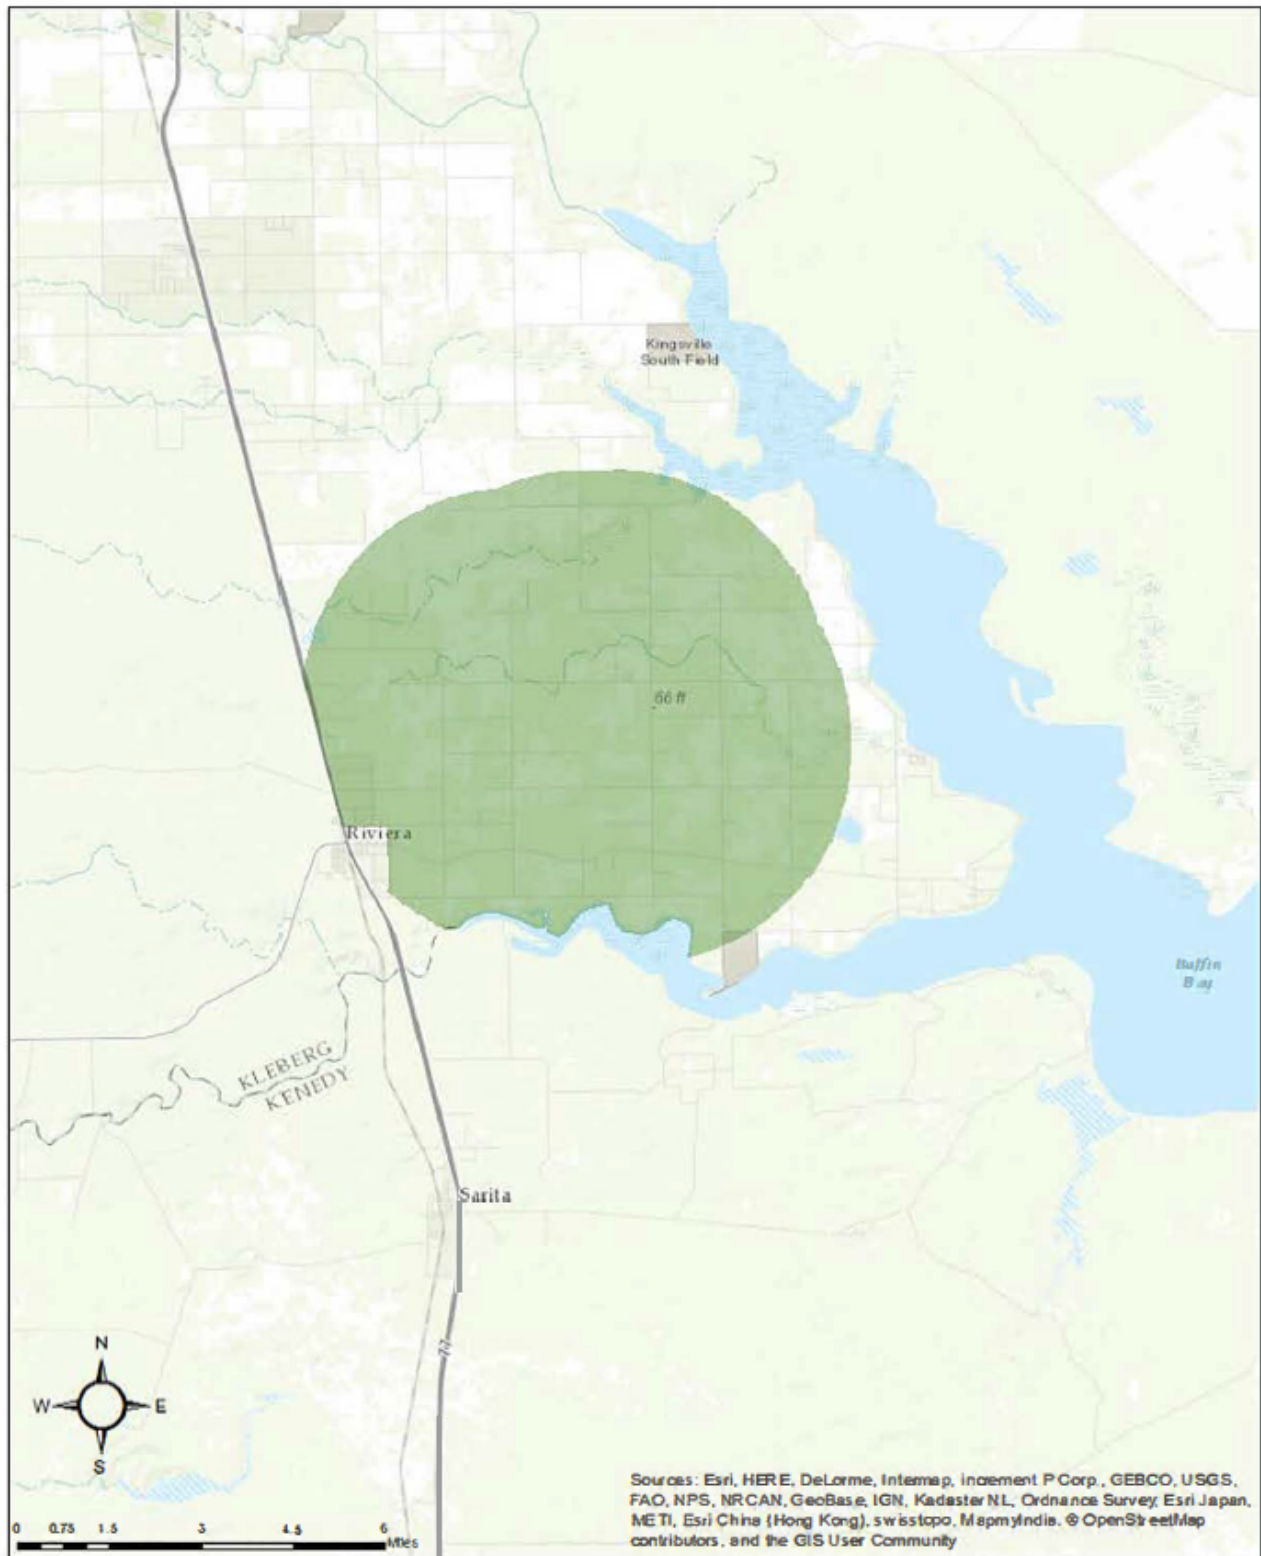 Kingsville
South Field
66 ft
Riviera
Baffin
Bay
KLEBERG
KENEDY
Sarita
77
N
W E
S
Sources: Esri, HERE, DeLorme, Intermap, increment P Corp., GEBCO, USGS,
FAO, NPS, NRCAN, GeoBase, IGN, Kadaster NL, Ordnance Survey, Esri Japan,
METI, Esri China (Hong Kong), swisstopo, MapmyIndia, © OpenStreetMap
contributors, and the GIS User Community
0 0.75 1.5 3 4.5 6
Miles